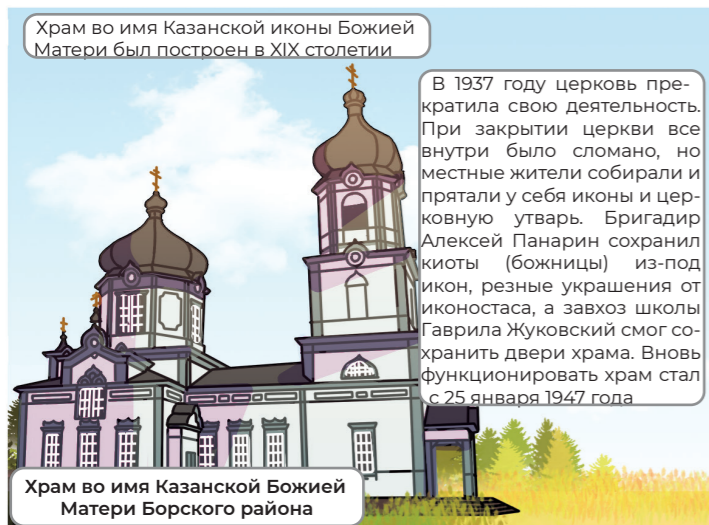 Храм во имя Казанской иконы Божией
Матери был построен в XIX столетии
В 1937 году церковь пре-
кратила свою деятельность.
При закрытии церкви все
внутри было сломано, но
местные жители собирали и
прятали у себя иконы и цер-
ковную утварь. Бригадир
Алексей Панарин сохранил
киоты (божницы) из-под
икон, резные украшения от
иконостаса, а завхоз школы
Гаврила Жуковский смог со-
хранить двери храма. Вновь
функционировать храм стал
с 25 января 1947 года
Храм во имя Казанской Божией
Матери Борского района